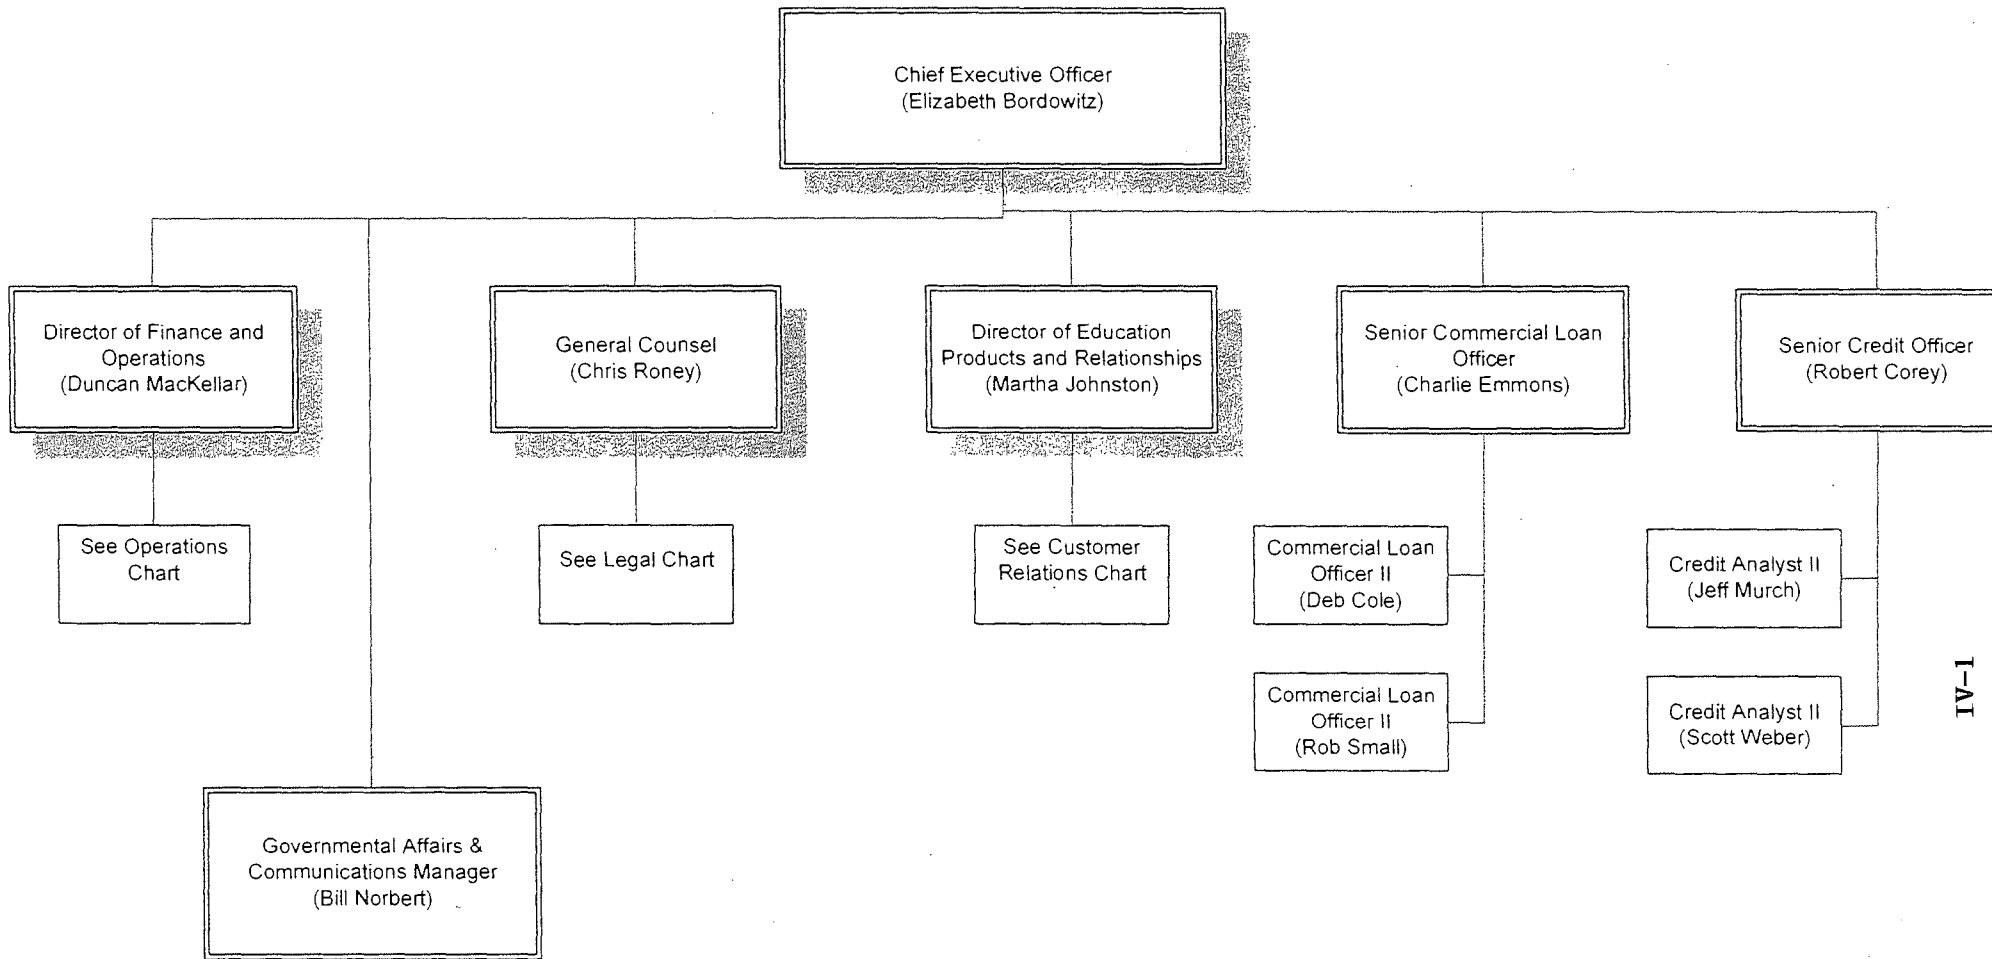 Chief Executive Officer
(Elizabeth Bordowitz)
Director of Finance and
Operations
(Duncan MacKellar)
General Counsel
(Chris Roney)
Director of Education
Products and Relationships
(Martha Johnston)
Senior Commercial Loan
Officer
(Charlie Emmons)
Senior Credit Officer
(Robert Corey)
See Operations
Chart
See Legal Chart
See Customer
Relations Chart
Commercial Loan
Officer II
(Deb Cole)
Credit Analyst II
(Jeff Murch)
Commercial Loan
Officer II
(Rob Small)
Credit Analyst II
(Scott Weber)
Governmental Affairs &
Communications Manager
(Bill Norbert)
IV-1